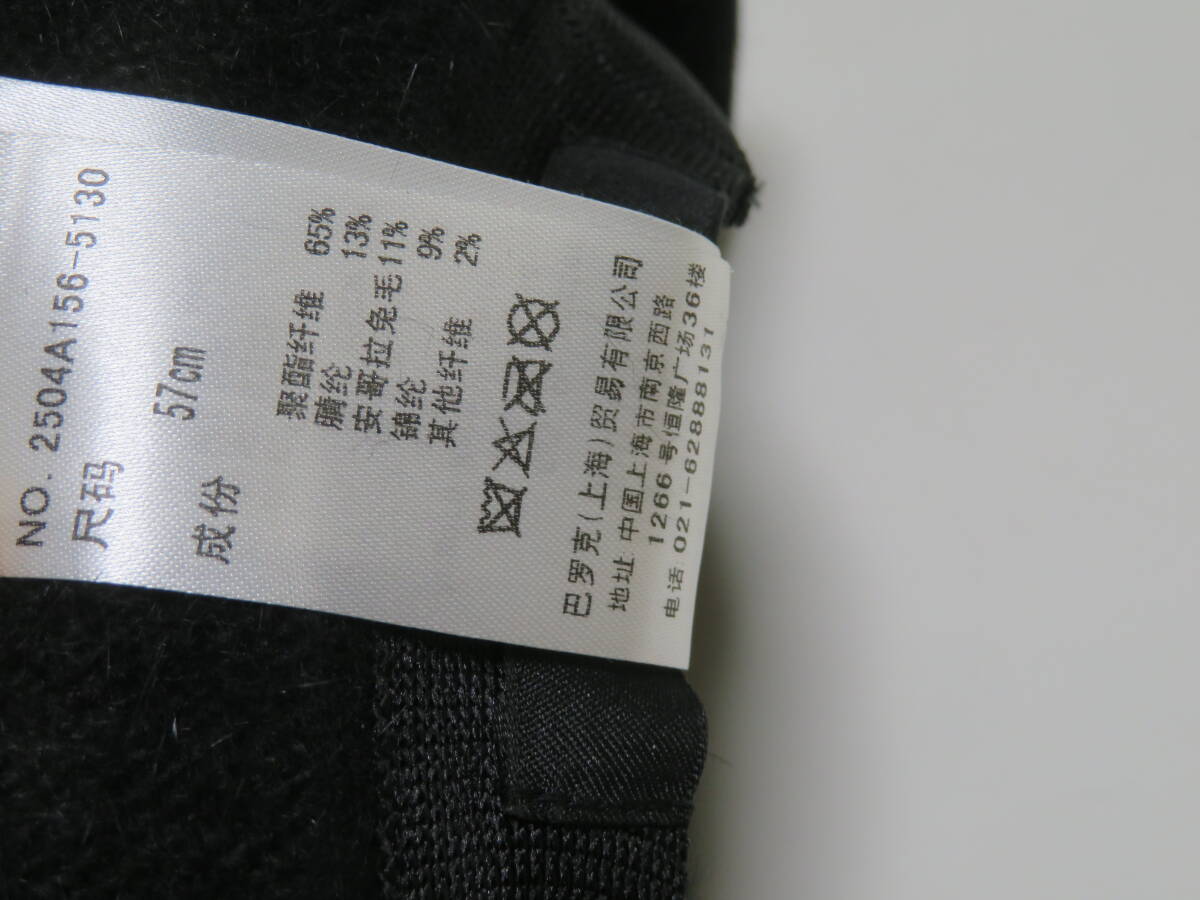 NO. 2504A156-5130
尺码
57cm
成份
聚酯纤维 65%
腈纶 13%
安哥拉兔毛 11%
锦纶 9%
其他纤维 2%
巴罗克(上海)贸易有限公司
地址 中国上海市南京西路
1266号恒隆广场36楼
电话 021-62888131